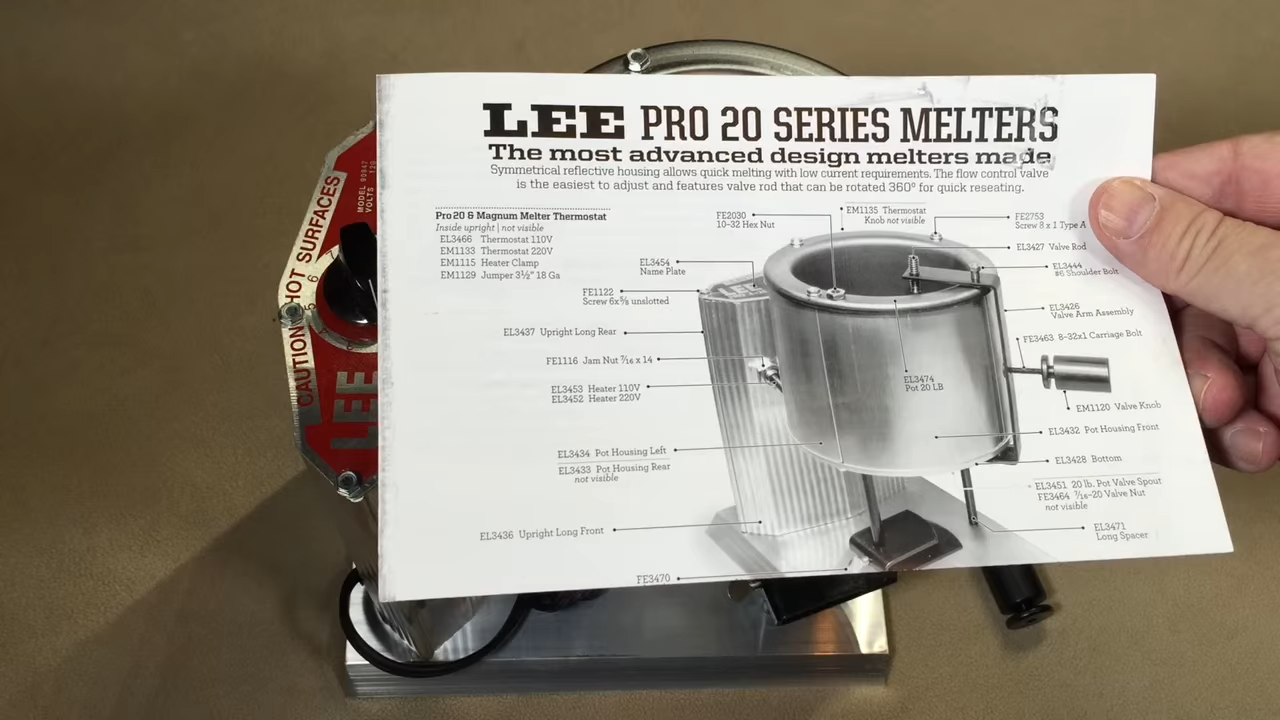 LEE PRO 20 SERIES MELTERS
The most advanced design melters made
Symmetrical reflective housing allows quick melting with low current requirements. The flow control valve
is the easiest to adjust and features valve rod that can be rotated 360° for quick reseating.
Pro 20 & Magnum Melter Thermostat
Inside upright | not visible
EL3466 Thermostat 110V
EM1133 Thermostat 220V
EM1115 Heater Clamp
EM1129 Jumper 3½" 18 Ga
FE2030
10-32 Hex Nut
EM1135 Thermostat
Knob not visible
FE2753
Screw 8 x 1 Type A
EL3427 Valve Rod
EL3454
Name Plate
EL3444
#6 Shoulder Bolt
FE1122
Screw 6x⅝ unslotted
EL3426
Valve Arm Assembly
EL3437 Upright Long Rear
FE3463 8-32x1 Carriage Bolt
FE1116 Jam Nut 7/16 x 14
EL3474
Pot 20 LB
EL3453 Heater 110V
EL3452 Heater 220V
EM1120 Valve Knob
EL3432 Pot Housing Front
EL3434 Pot Housing Left
EL3433 Pot Housing Rear
not visible
EL3428 Bottom
EL3451 20 lb. Pot Valve Spout
FE3464 7/16-20 Valve Nut
not visible
EL3436 Upright Long Front
EL3471
Long Spacer
FE3470
CAUTION HOT SURFACES
MODEL 90947
VOLTS 120
5 6
LEE